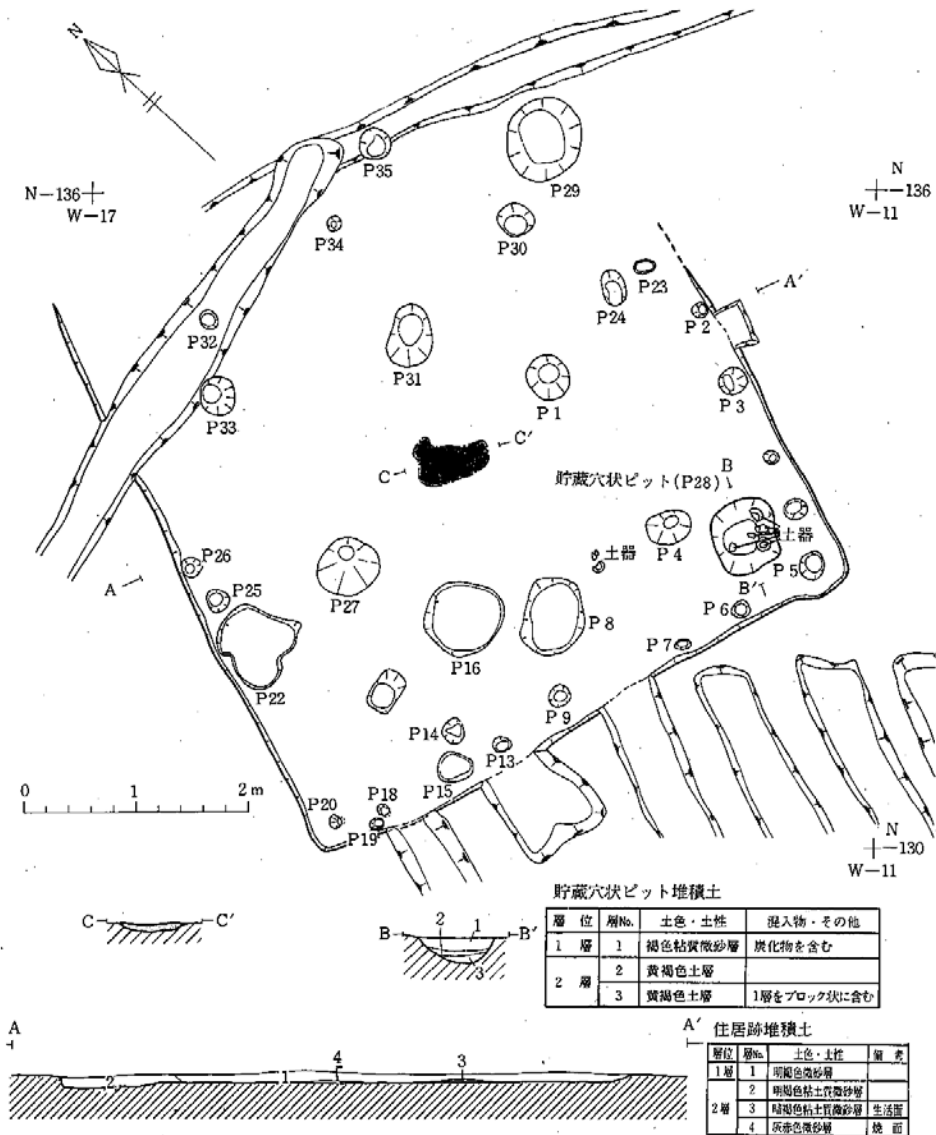 N
N-136
W-17
P35
P29
N
-136
W-11
P34
P30
P23
A'
P24
P2
P32
P31
P1
P3
P33
C
C'
B
貯蔵穴状ピット(P28)
P4
土器
土器
P5
P26
A
P25
P27
B'
P6
P8
P7
P16
P22
P9
P14
P13
0 1 2m
P15
P20
P18
P19
N
-130
W-11
貯蔵穴状ピット堆積土
層位 層No. 土色・土性 混入物・その他
1層 1 褐色粘質微砂層 炭化物を含む
2層 2 黄褐色土層
3 黄褐色土層 1層をブロック状に含む
C C'
2 1
B B'
3
A A'
4 3
2 1
住居跡堆積土
層位 層No. 土色・土性 備考
1層 1 明褐色微砂層
2層 2 明褐色粘土質微砂層
3 暗褐色粘土質微砂層 生活面
4 灰赤色微砂層 焼面